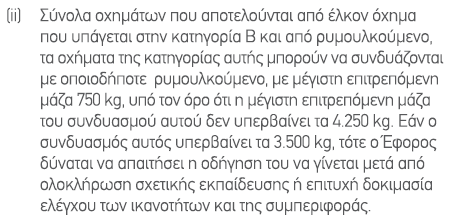 (ii) Σύνολα οχημάτων που αποτελούνται από έλκον όχημα
που υπάγεται στην κατηγορία Β και από ρυμουλκούμενο,
τα οχήματα της κατηγορίας αυτής μπορούν να συνδυάζονται
με οποιοδήποτε ρυμουλκούμενο, με μέγιστη επιτρεπόμενη
μάζα 750 kg, υπό τον όρο ότι η μέγιστη επιτρεπόμενη μάζα
του συνδυασμού αυτού δεν υπερβαίνει τα 4.250 kg. Εάν ο
συνδυασμός αυτός υπερβαίνει τα 3.500 kg, τότε ο Έφορος
δύναται να απαιτήσει η οδήγηση του να γίνεται μετά από
ολοκλήρωση σχετικής εκπαίδευσης ή επιτυχή δοκιμασία
ελέγχου των ικανοτήτων και της συμπεριφοράς.